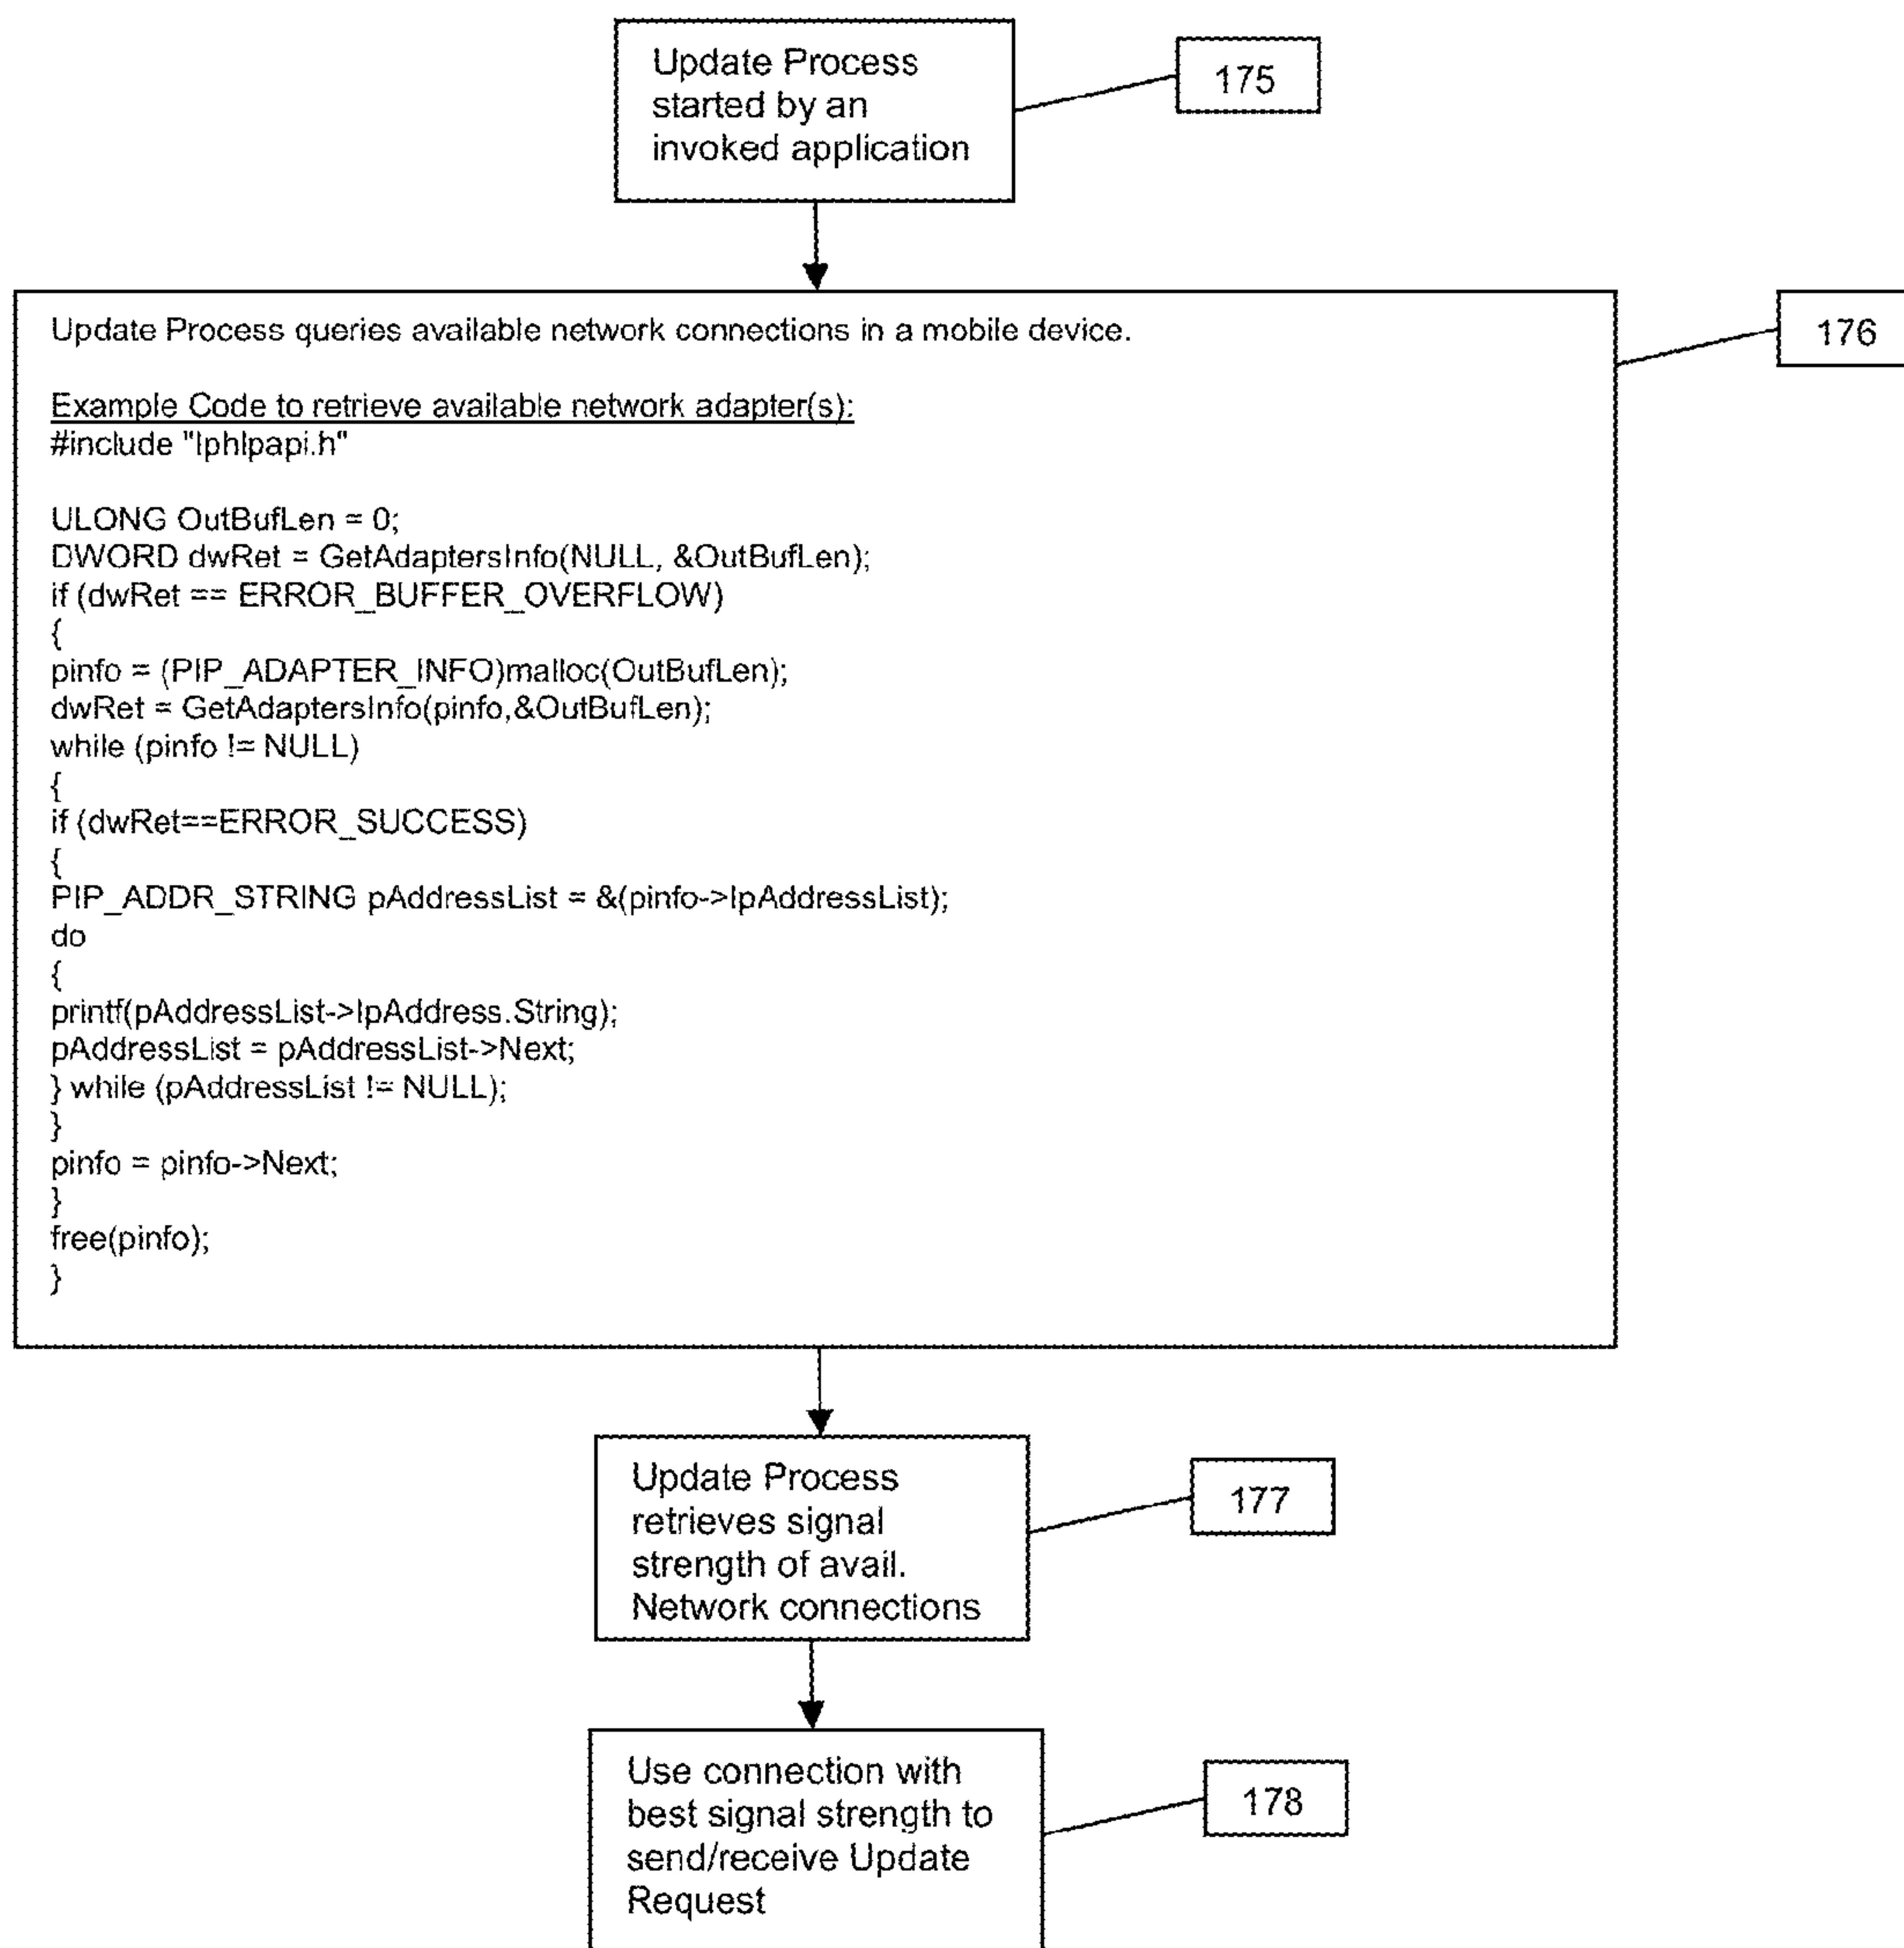 Update Process
started by an
invoked application
175
Update Process queries available network connections in a mobile device.
176
Example Code to retrieve available network adapter(s):
#include "Iphlpapi.h"
ULONG OutBufLen = 0;
DWORD dwRet = GetAdaptersInfo(NULL, &OutBufLen);
if (dwRet == ERROR_BUFFER_OVERFLOW)
{
pinfo = (PIP_ADAPTER_INFO)malloc(OutBufLen);
dwRet = GetAdaptersInfo(pinfo,&OutBufLen);
while (pinfo != NULL)
{
if (dwRet==ERROR_SUCCESS)
{
PIP_ADDR_STRING pAddressList = &(pinfo->IpAddressList);
do
{
printf(pAddressList->IpAddress.String);
pAddressList = pAddressList->Next;
} while (pAddressList != NULL);
}
pinfo = pinfo->Next;
}
free(pinfo);
}
Update Process
retrieves signal
strength of avail.
Network connections
177
Use connection with
best signal strength to
send/receive Update
Request
178